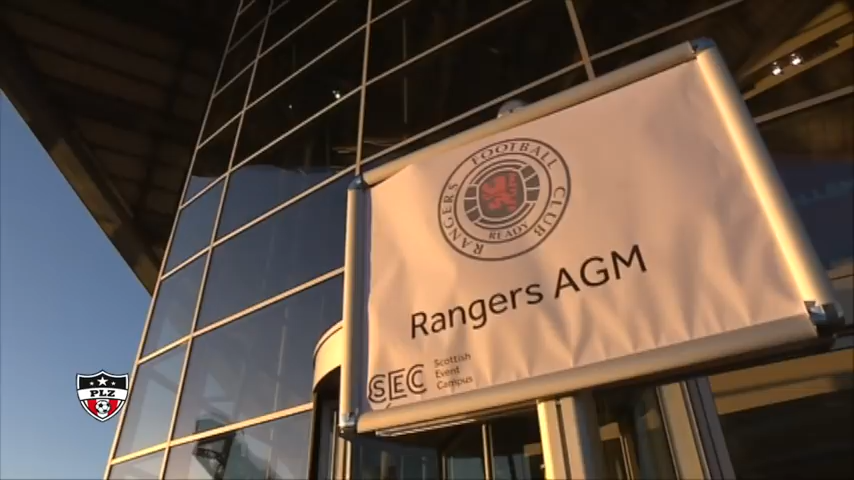 RANGERS FOOTBALL CLUB
READY
Rangers AGM
SEC
Scottish
Event
Campus
PLZ